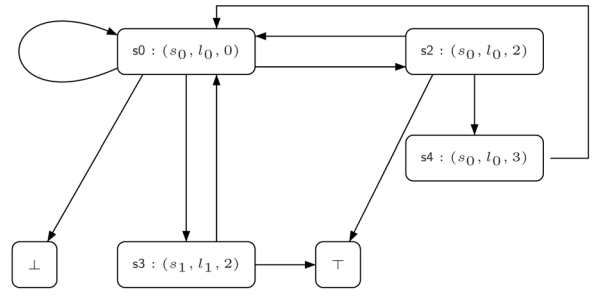 s0 : (s₀, l₀, 0)
s2 : (s₀, l₀, 2)
s4 : (s₀, l₀, 3)
⊥
s3 : (s₁, l₁, 2)
⊤